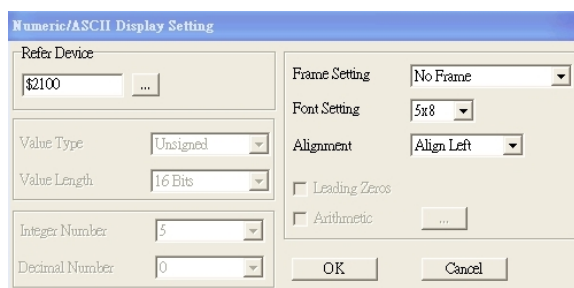 Numeric/ASCII Display Setting
Refer Device
$2100
...
Value Type
Unsigned
Value Length
16 Bits
Integer Number
5
Decimal Number
0
Frame Setting
No Frame
Font Setting
5x8
Alignment
Align Left
Leading Zeros
Arithmetic
...
OK
Cancel